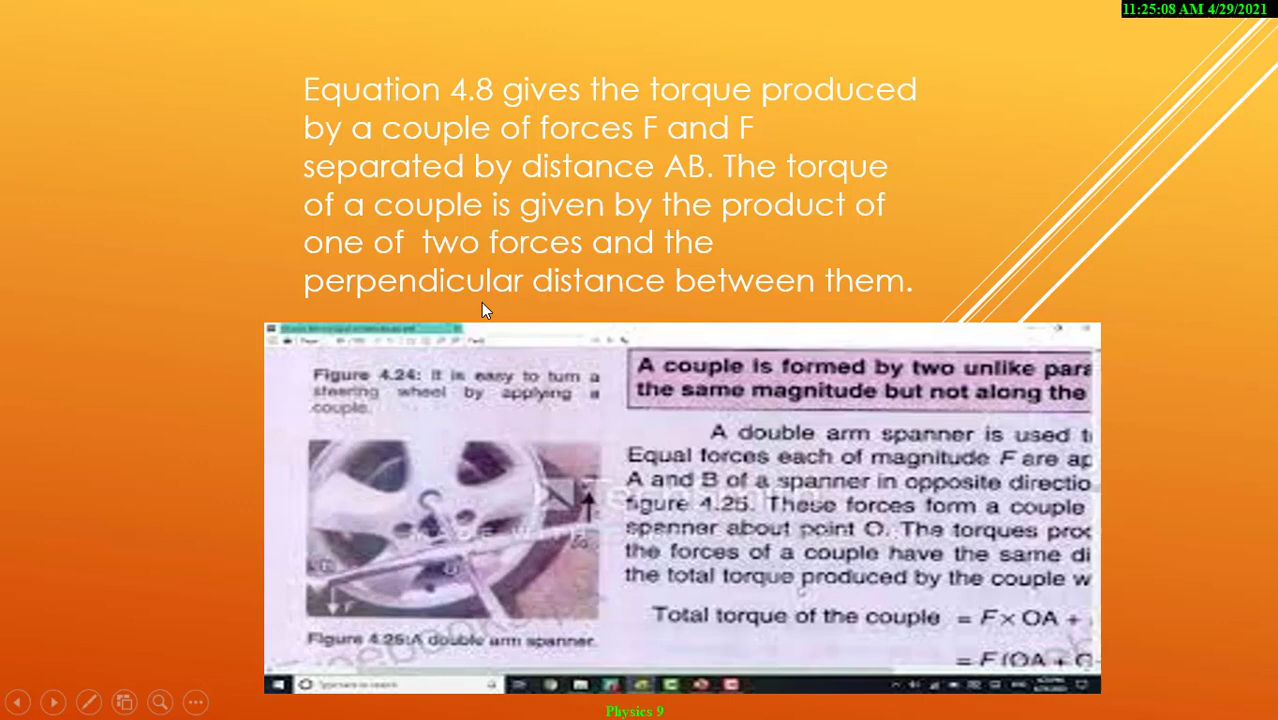 11:25:08 AM 4/29/2021
Equation 4.8 gives the torque produced
by a couple of forces F and F
separated by distance AB. The torque
of a couple is given by the product of
one of two forces and the
perpendicular distance between them.
Figure 4.24: It is easy to turn a
steering wheel by applying a
couple.
Figure 4.25:A double arm spanner.
A couple is formed by two unlike para
the same magnitude but not along the
A double arm spanner is used t
Equal forces each of magnitude F are ap
A and B of a spanner in opposite directio
figure 4.25. These forces form a couple
spanner about point O. The torques proc
the forces of a couple have the same di
the total torque produced by the couple w
Total torque of the couple = F× OA +
= F (OA +
Type here to search
Physics 9